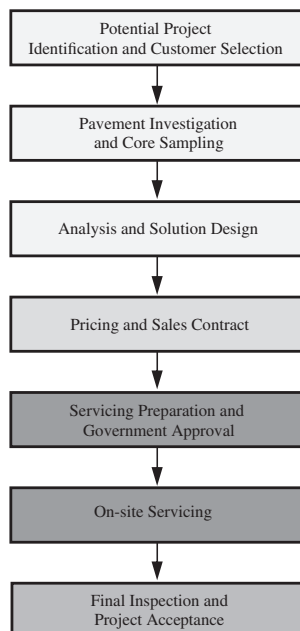 Potential Project
Identification and Customer Selection
Pavement Investigation
and Core Sampling
Analysis and Solution Design
Pricing and Sales Contract
Servicing Preparation and
Government Approval
On-site Servicing
Final Inspection and
Project Acceptance